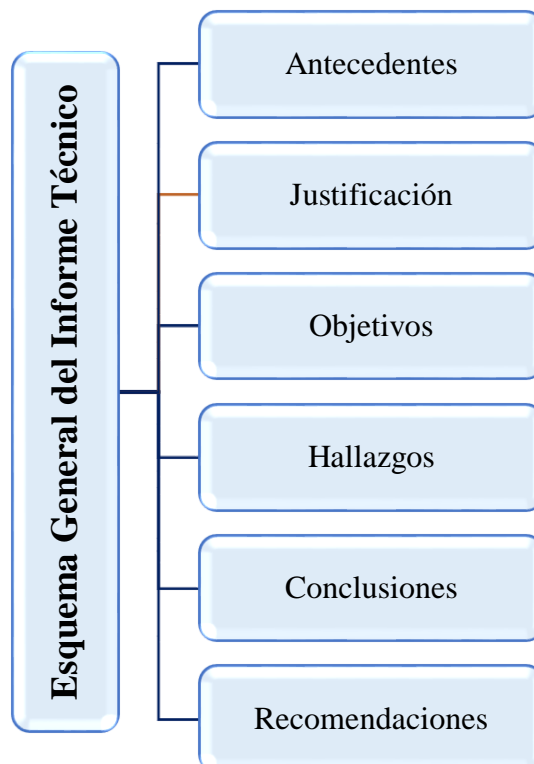 Esquema General del Informe Técnico
Antecedentes
Justificación
Objetivos
Hallazgos
Conclusiones
Recomendaciones